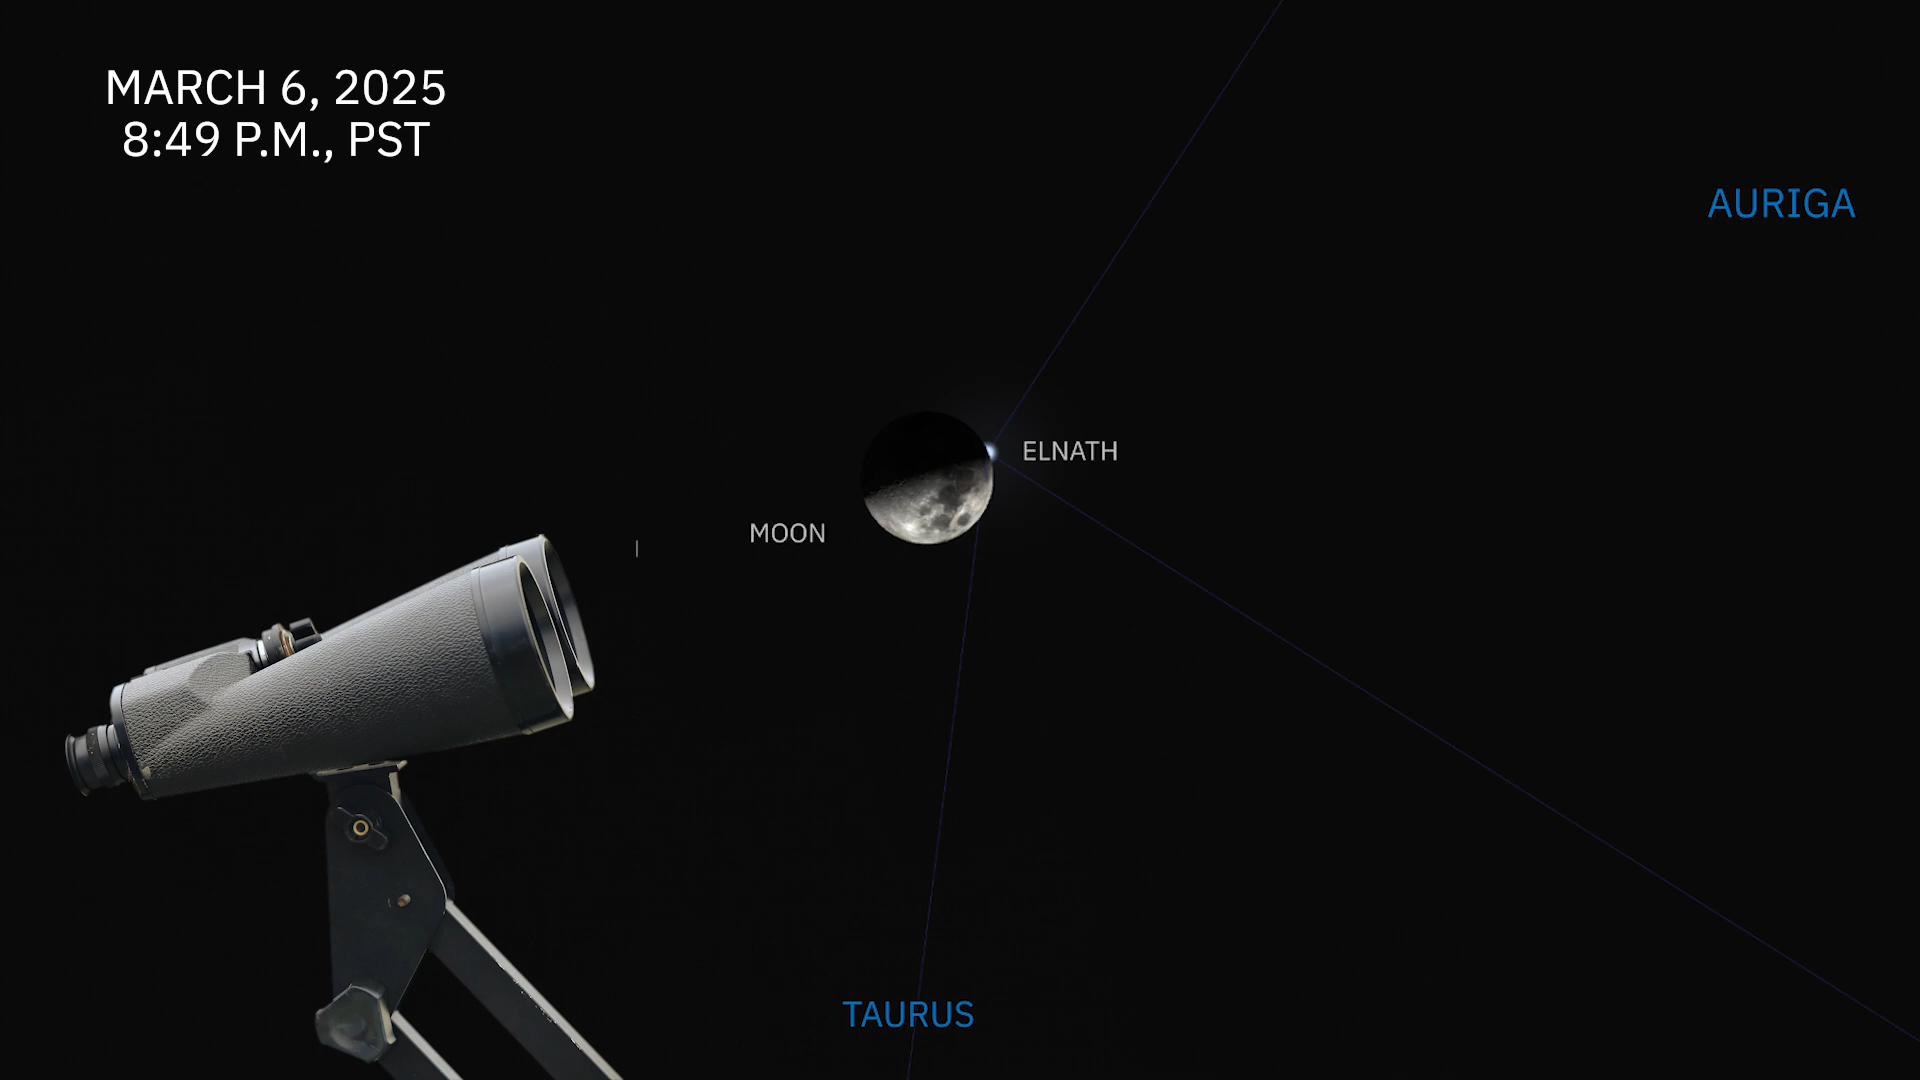 MARCH 6, 2025
8:49 P.M., PST
AURIGA
ELNATH
MOON
TAURUS